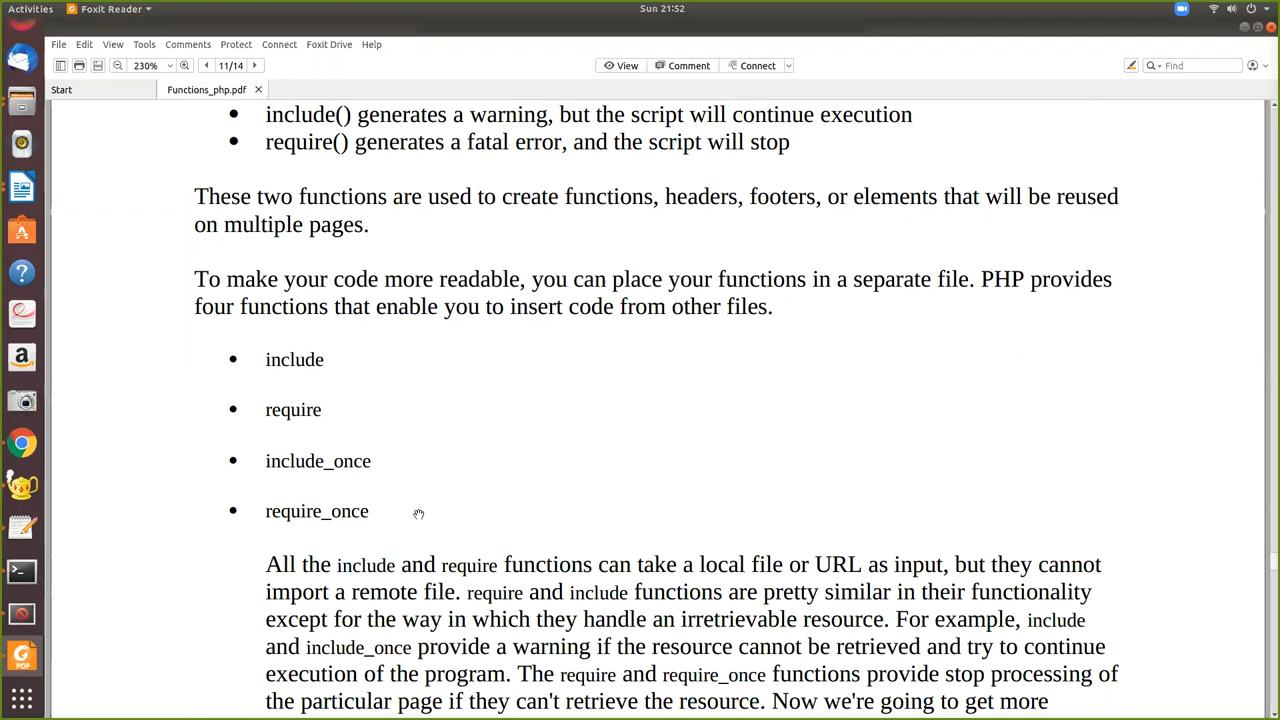 Activities Foxit Reader Sun 21:52
File Edit View Tools Comments Protect Connect Foxit Drive Help
230% 11/14 View Comment Connect Find
Start Functions_php.pdf
• include() generates a warning, but the script will continue execution
• require() generates a fatal error, and the script will stop
These two functions are used to create functions, headers, footers, or elements that will be reused
on multiple pages.
To make your code more readable, you can place your functions in a separate file. PHP provides
four functions that enable you to insert code from other files.
• include
• require
• include_once
• require_once
All the include and require functions can take a local file or URL as input, but they cannot
import a remote file. require and include functions are pretty similar in their functionality
except for the way in which they handle an irretrievable resource. For example, include
and include_once provide a warning if the resource cannot be retrieved and try to continue
execution of the program. The require and require_once functions provide stop processing of
the particular page if they can't retrieve the resource. Now we're going to get more
PDF